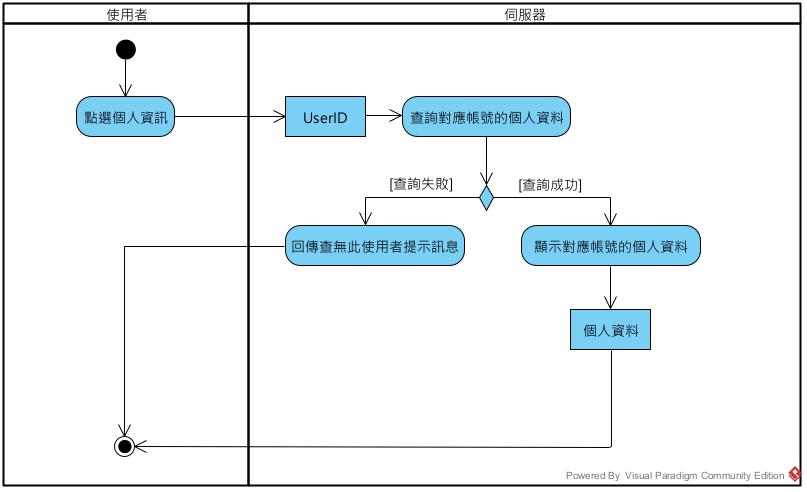 使用者
伺服器
點選個人資訊
UserID
查詢對應帳號的個人資料
[查詢失敗]
[查詢成功]
回傳查無此使用者提示訊息
顯示對應帳號的個人資料
個人資料
Powered By Visual Paradigm Community Edition